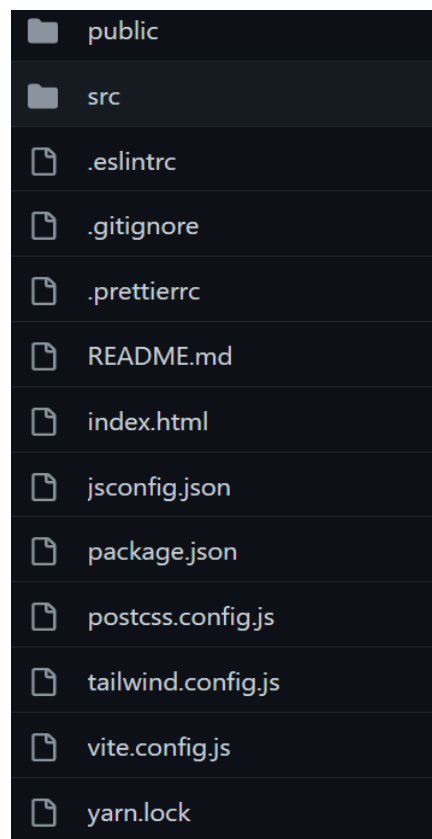 public
src
.eslintrc
.gitignore
.prettierrc
README.md
index.html
jsconfig.json
package.json
postcss.config.js
tailwind.config.js
vite.config.js
yarn.lock